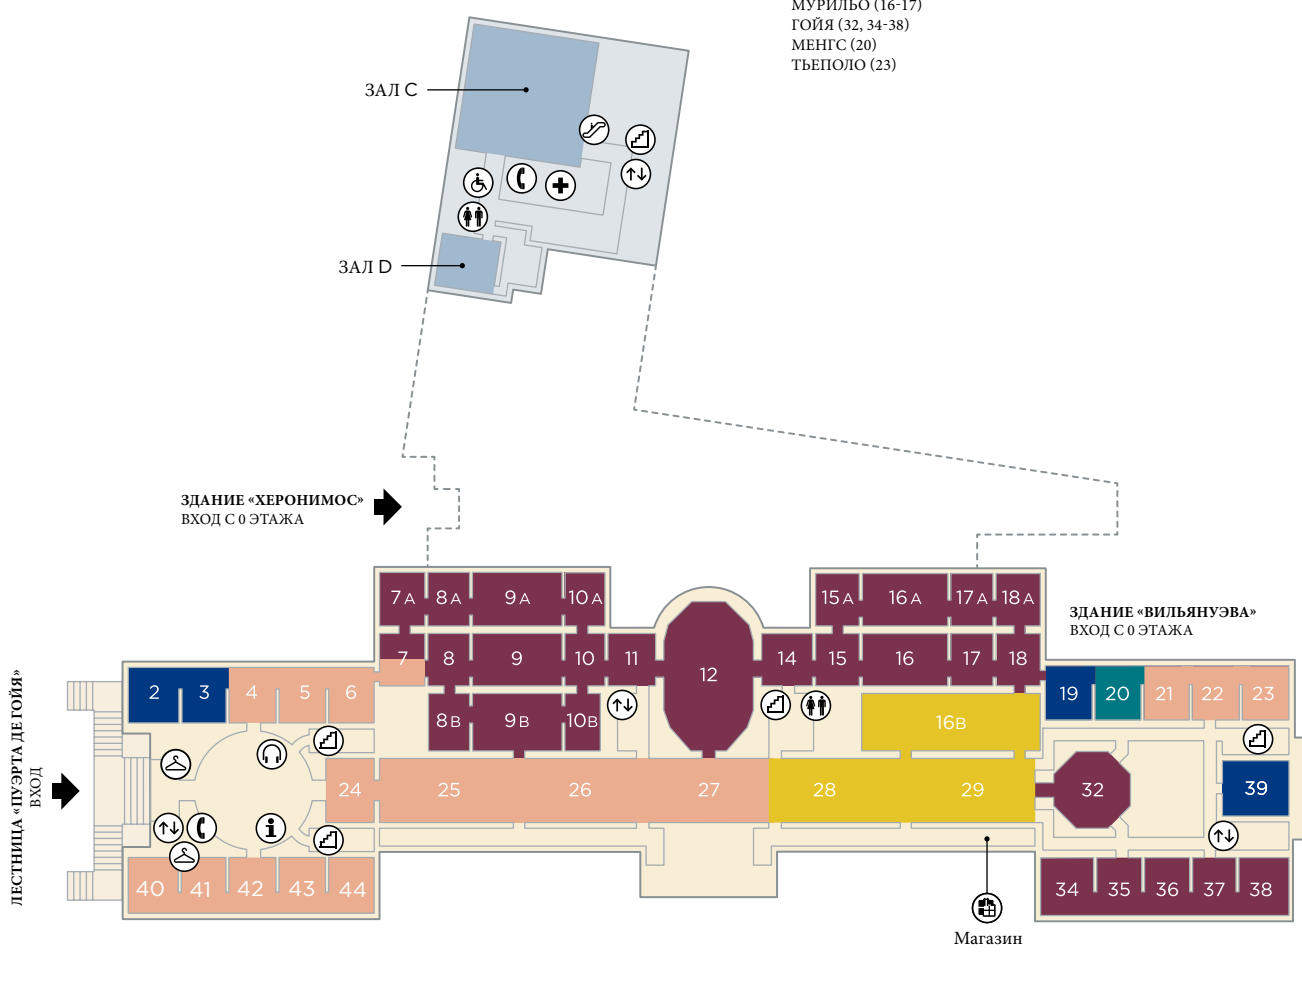 МУРИЛЬО (16-17)
ГОЙЯ (32, 34-38)
МЕНГС (20)
ТЬЕПОЛО (23)
ЗАЛ C
ЗАЛ D
ЗДАНИЕ «ХЕРОНИМОС»
ВХОД С 0 ЭТАЖА
7A 8A 9A 10A
15A 16A 17A 18A
ЗДАНИЕ «ВИЛЬЯНУЭВА»
ВХОД С 0 ЭТАЖА
7 8 9 10 11 12 14 15 16 17 18
2 3 4 5 6
19 20 21 22 23
8B 9B 10B
16B
24 25 26 27 28 29 32 39
ЛЕСТНИЦА «ПУЭРТА ДЕ ГОЙЯ»
ВХОД
40 41 42 43 44
34 35 36 37 38
Магазин